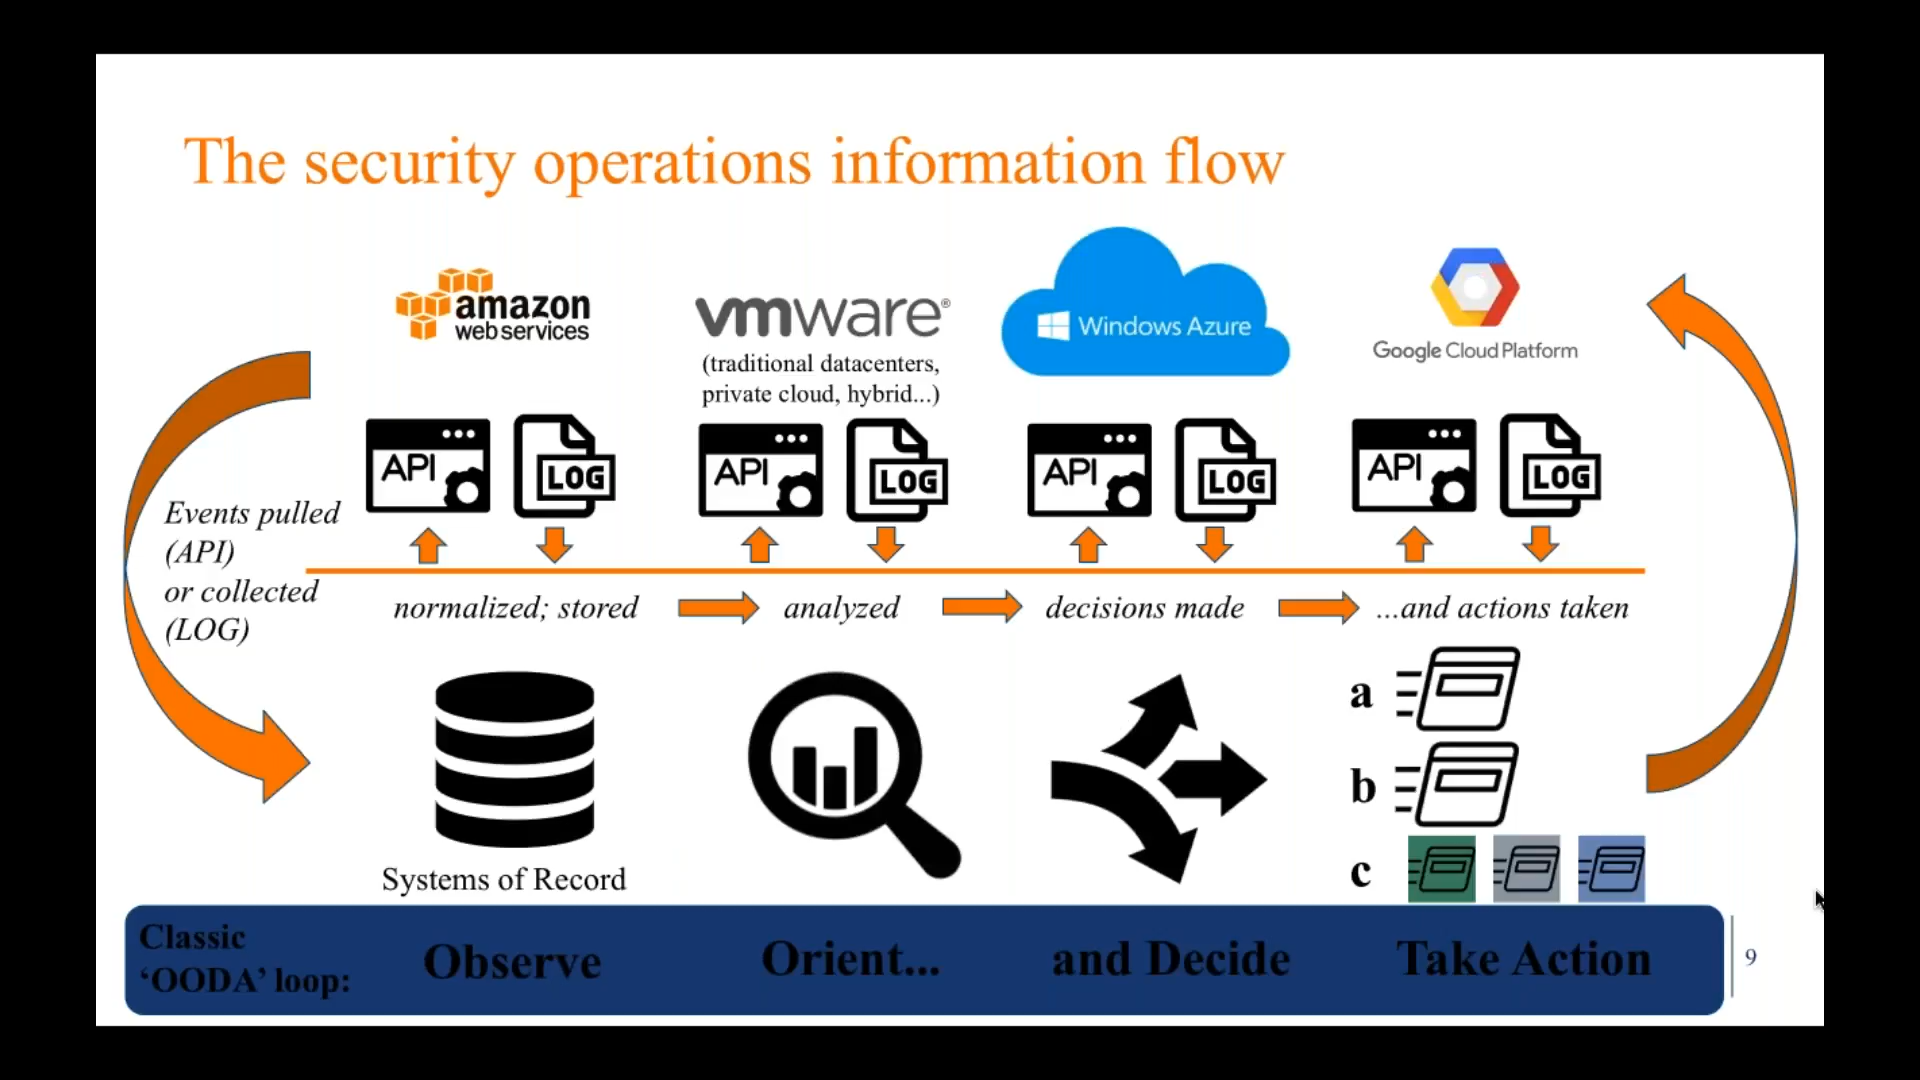 The security operations information flow
amazon
web services
vmware®
(traditional datacenters,
private cloud, hybrid...)
Windows Azure
Google Cloud Platform
API
LOG
API
LOG
API
LOG
API
LOG
Events pulled
(API)
or collected
(LOG)
normalized; stored
analyzed
decisions made
...and actions taken
a
b
c
Systems of Record
Classic
‘OODA’ loop:
Observe
Orient...
and Decide
Take Action
9